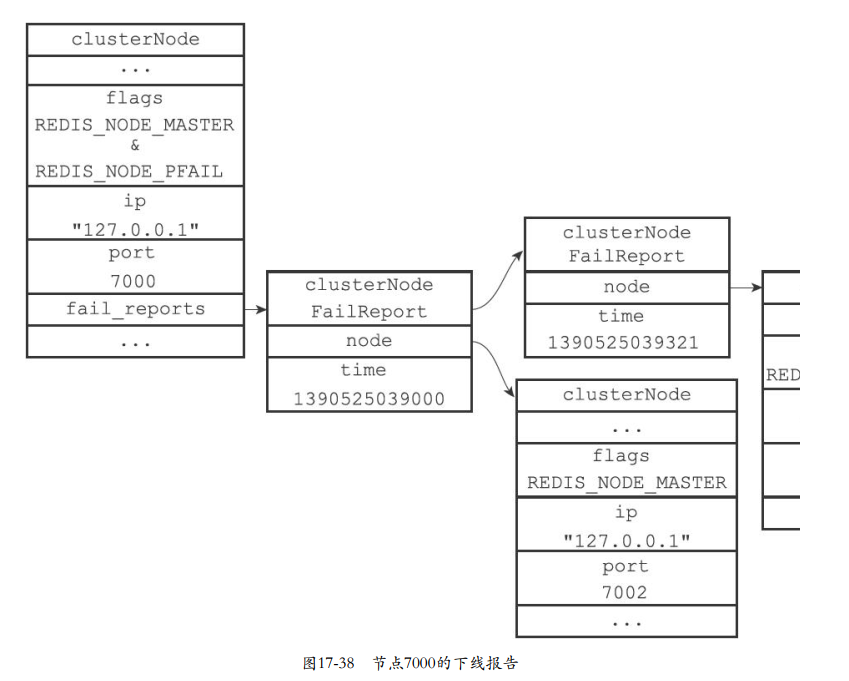 clusterNode
...
flags
REDIS_NODE_MASTER
&
REDIS_NODE_PFAIL
ip
"127.0.0.1"
port
7000
fail_reports
...
clusterNode
FailReport
node
time
1390525039000
clusterNode
FailReport
node
time
1390525039321
clusterNode
...
flags
REDIS_NODE_MASTER
ip
"127.0.0.1"
port
7002
...
RED
图17-38 节点7000的下线报告